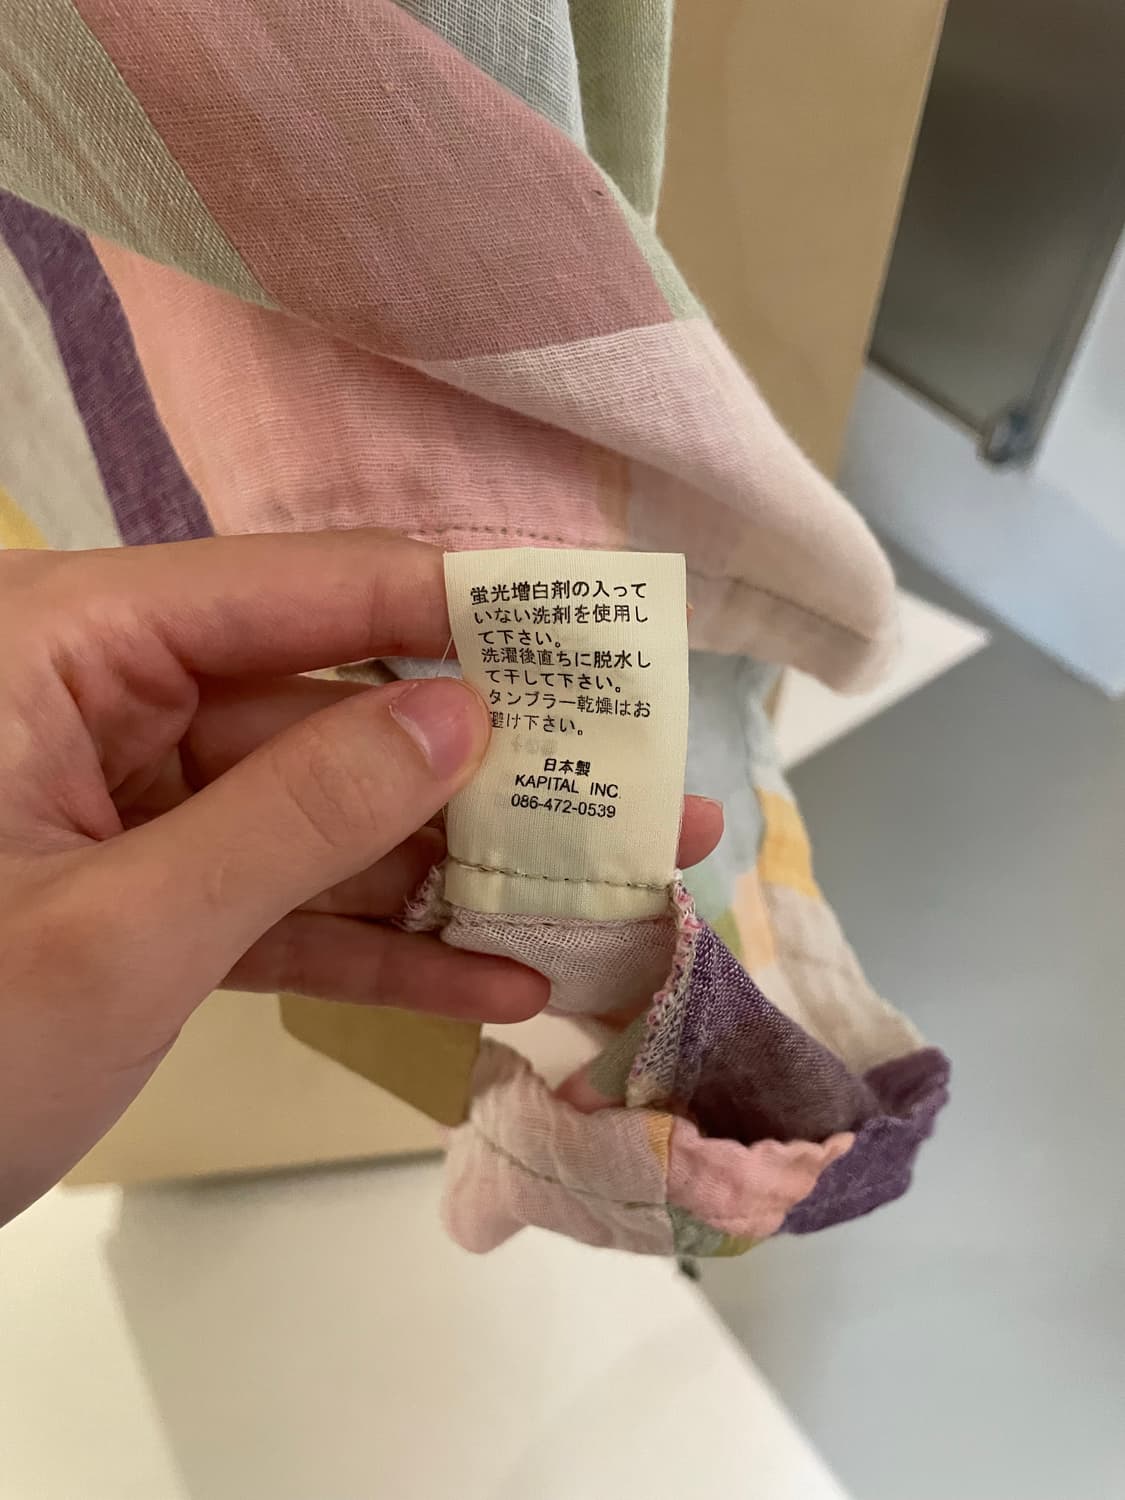 蛍光増白剤の入って
いない洗剤を使用し
て下さい。
洗濯後直ちに脱水し
て干して下さい。
タンブラー乾燥はお
避け下さい。
日本製
KAPITAL INC.
086-472-0539